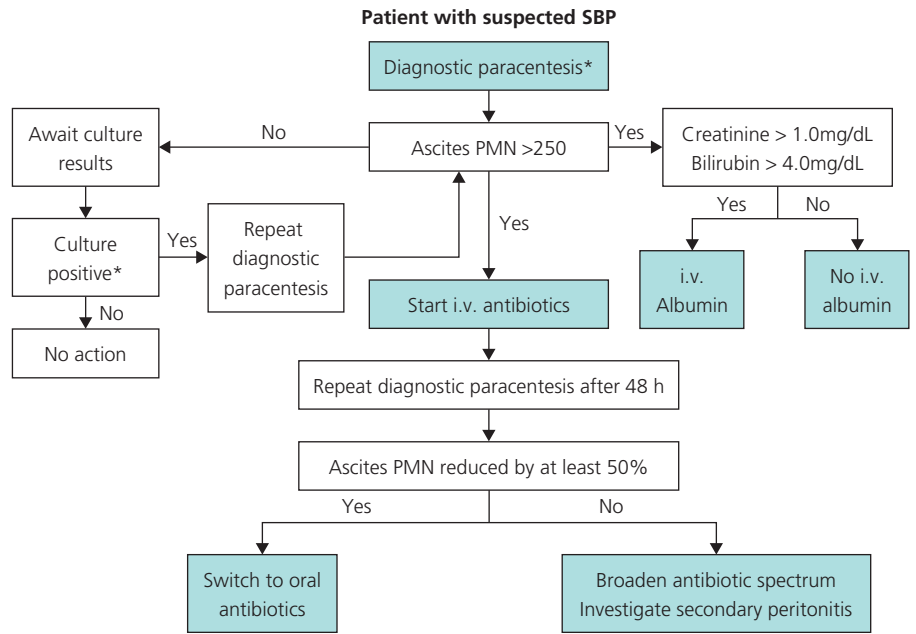 Patient with suspected SBP
Diagnostic paracentesis*
No
Yes
Await culture
results
Ascites PMN >250
Creatinine > 1.0mg/dL
Bilirubin > 4.0mg/dL
Yes
No
Culture
positive*
Yes
Repeat
diagnostic
paracentesis
Yes
No
No action
Start i.v. antibiotics
i.v.
Albumin
No i.v.
albumin
Repeat diagnostic paracentesis after 48 h
Ascites PMN reduced by at least 50%
Yes
No
Switch to oral
antibiotics
Broaden antibiotic spectrum
Investigate secondary peritonitis